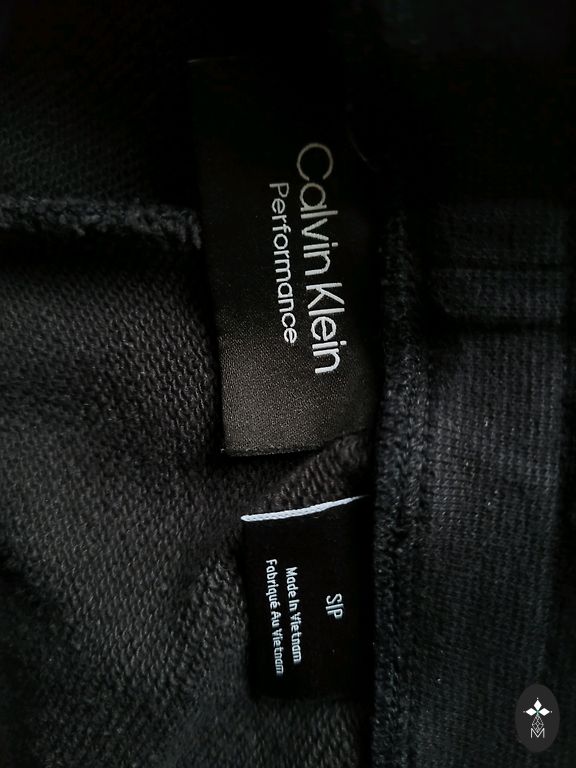 Calvin Klein
Performance
S/P
Made In Vietnam
Fabriqué Au Vietnam
M